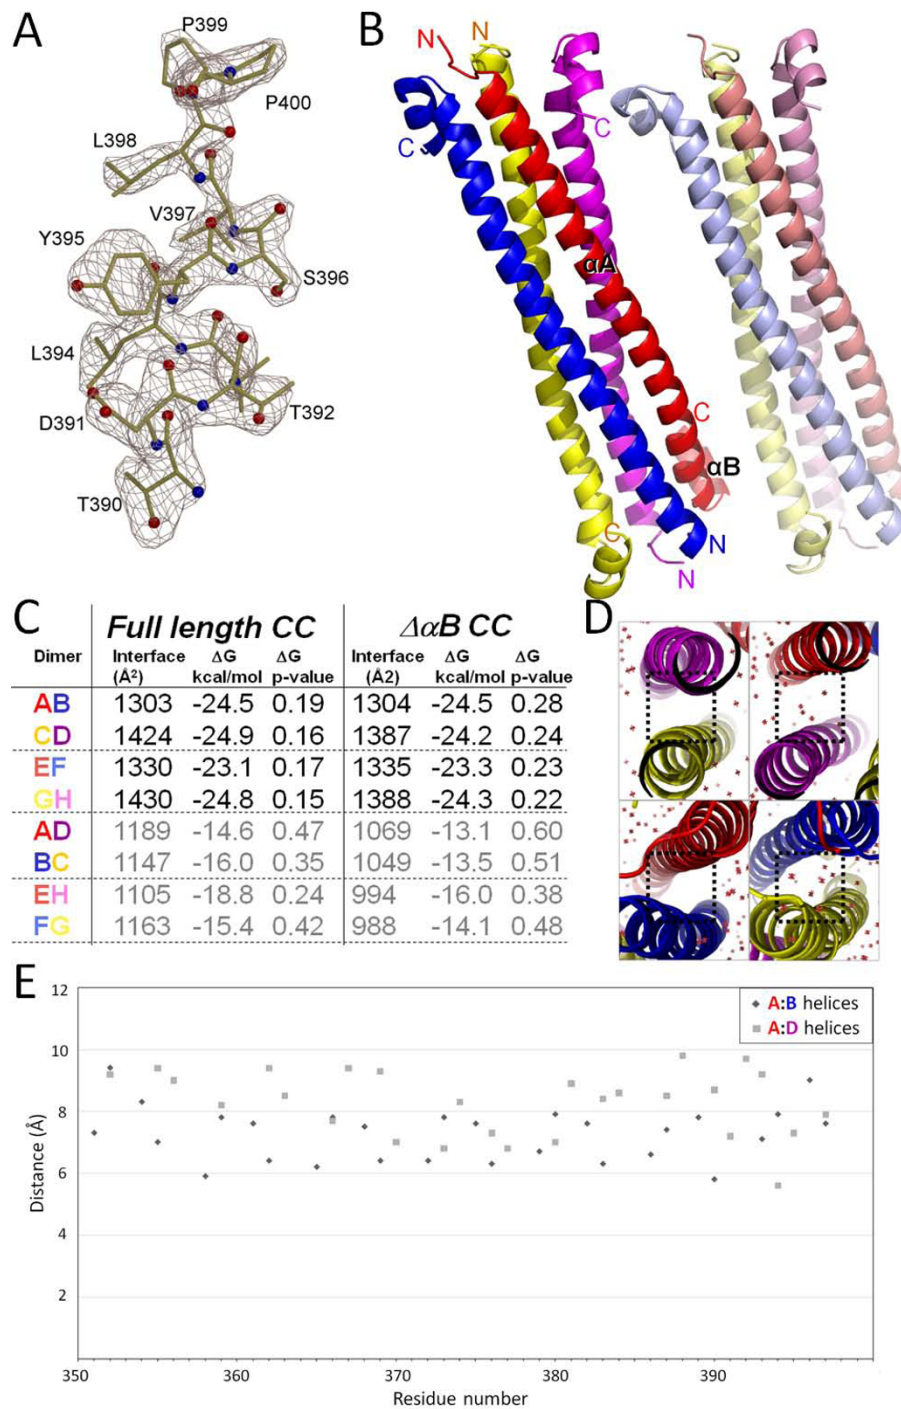 A
P399
P400
L398
V397
Y395
S396
L394
D391
T392
T390
B
N
N
C
C
αA
C
αB
C
N
N
C
Full length CC ΔαB CC
Dimer Interface (Å²) ΔG kcal/mol ΔG p-value Interface (Å2) ΔG kcal/mol ΔG p-value
AB 1303 -24.5 0.19 1304 -24.5 0.28
CD 1424 -24.9 0.16 1387 -24.2 0.24
EF 1330 -23.1 0.17 1335 -23.3 0.23
GH 1430 -24.8 0.15 1388 -24.3 0.22
AD 1189 -14.6 0.47 1069 -13.1 0.60
BC 1147 -16.0 0.35 1049 -13.5 0.51
EH 1105 -18.8 0.24 994 -16.0 0.38
FG 1163 -15.4 0.42 988 -14.1 0.48
D
E
12
10
8
6
4
2
Distance (Å)
A:B helices
A:D helices
350 360 370 380 390
Residue number